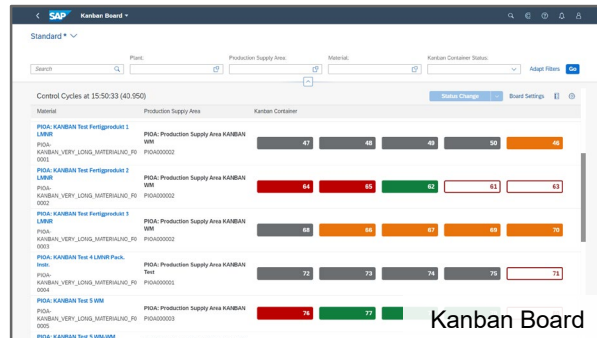 SAP Kanban Board
Standard *
Plant: Production Supply Area: Material: Kanban Container Status:
Search Adapt Filters Go
Control Cycles at 15:50:33 (40.950) Status Change Board Settings
Material Production Supply Area Kanban Container
PIOA: KANBAN Test Fertigprodukt 1
LMNR
PIOA-
KANBAN_VERY_LONG_MATERIALNO_F0
0001
PIOA: Production Supply Area KANBAN
WM
PIOA000002
47 48 49 50 46
PIOA: KANBAN Test Fertigprodukt 2
LMNR
PIOA-
KANBAN_VERY_LONG_MATERIALNO_F0
0002
PIOA: Production Supply Area KANBAN
WM
PIOA000002
64 65 62 61 63
PIOA: KANBAN Test Fertigprodukt 3
LMNR
PIOA-
KANBAN_VERY_LONG_MATERIALNO_F0
0003
PIOA: Production Supply Area KANBAN
WM
PIOA000002
68 66 67 69 70
PIOA: KANBAN Test 4 LMNR Pack.
Instr.
PIOA-
KANBAN_VERY_LONG_MATERIALNO_F0
0004
PIOA: Production Supply Area KANBAN
Test
PIOA000001
72 73 74 75 71
PIOA: KANBAN Test 5 WM
PIOA-
KANBAN_VERY_LONG_MATERIALNO_F0
0005
PIOA: Production Supply Area KANBAN
PIOA000003
76 77
PIOA: KANBAN Test 5 WM-WM
Kanban Board